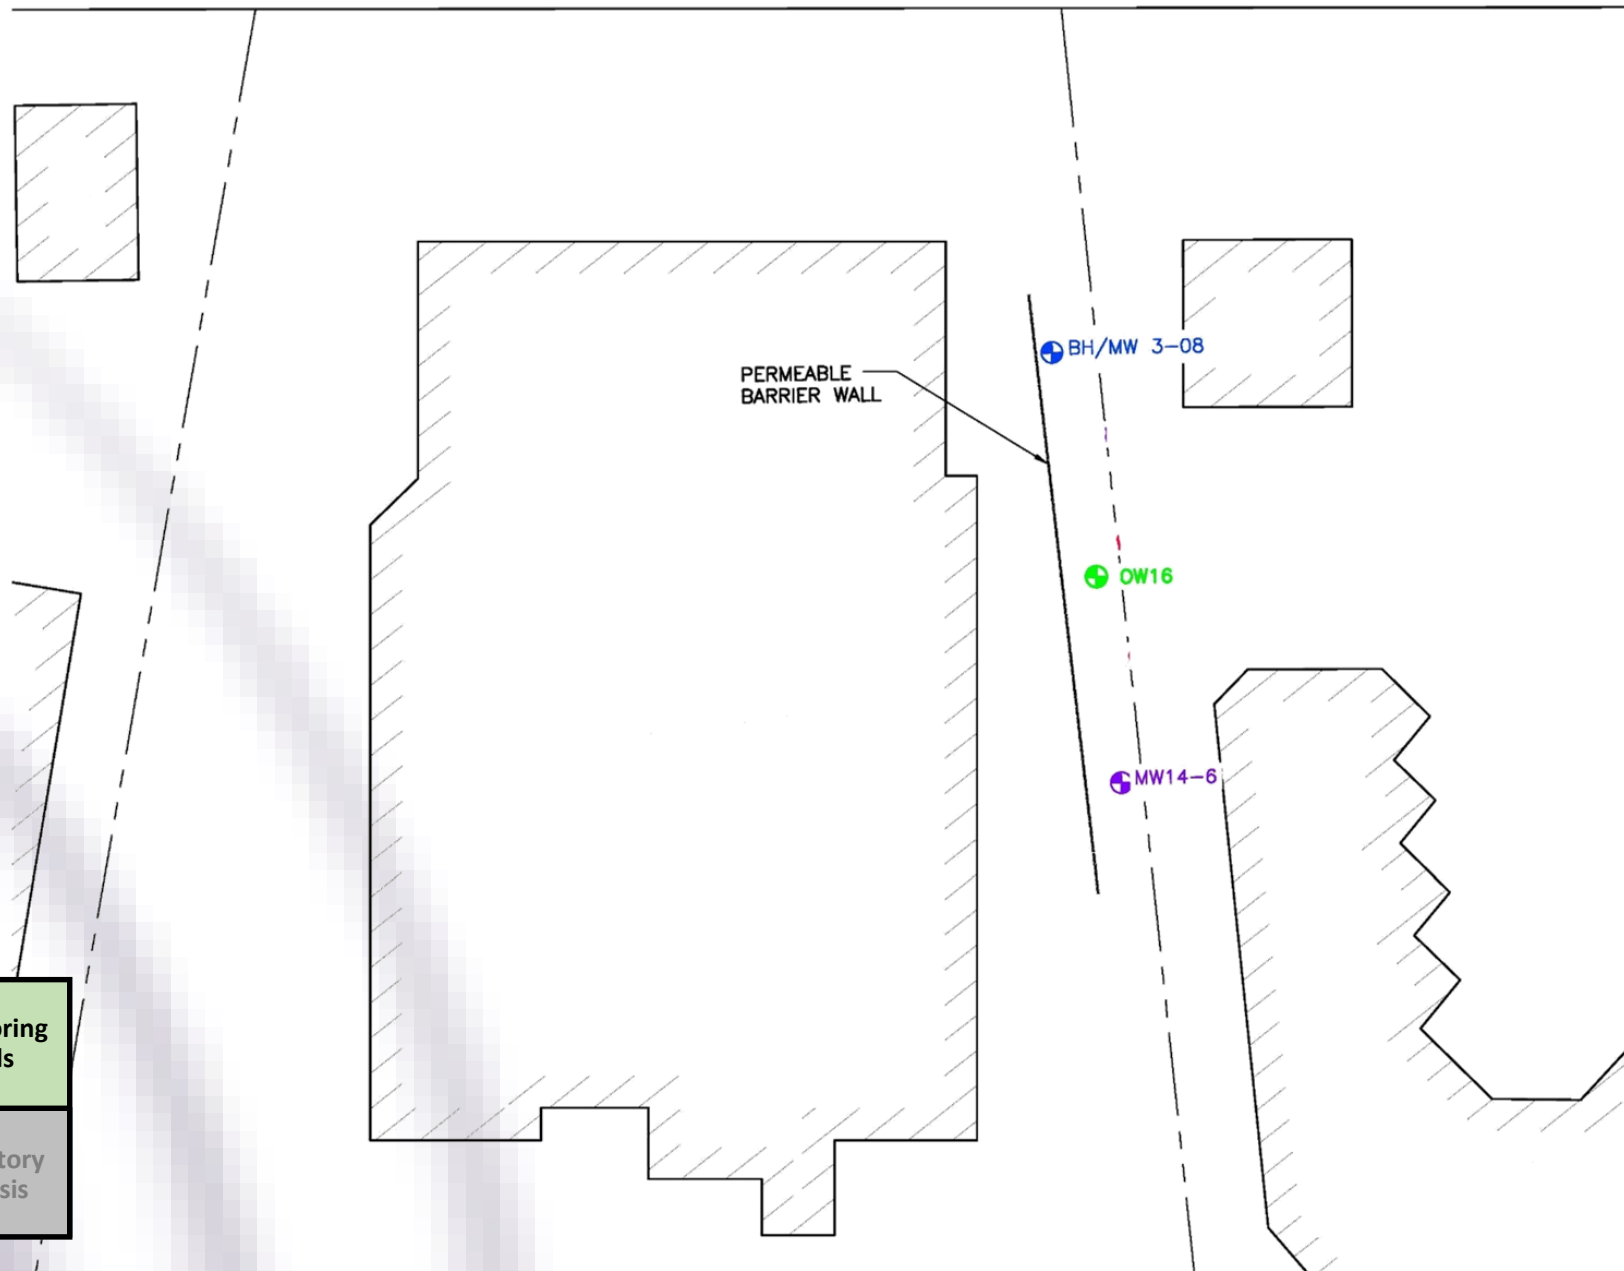 BH/MW 3-08
PERMEABLE
BARRIER WALL
OW16
MW14-6